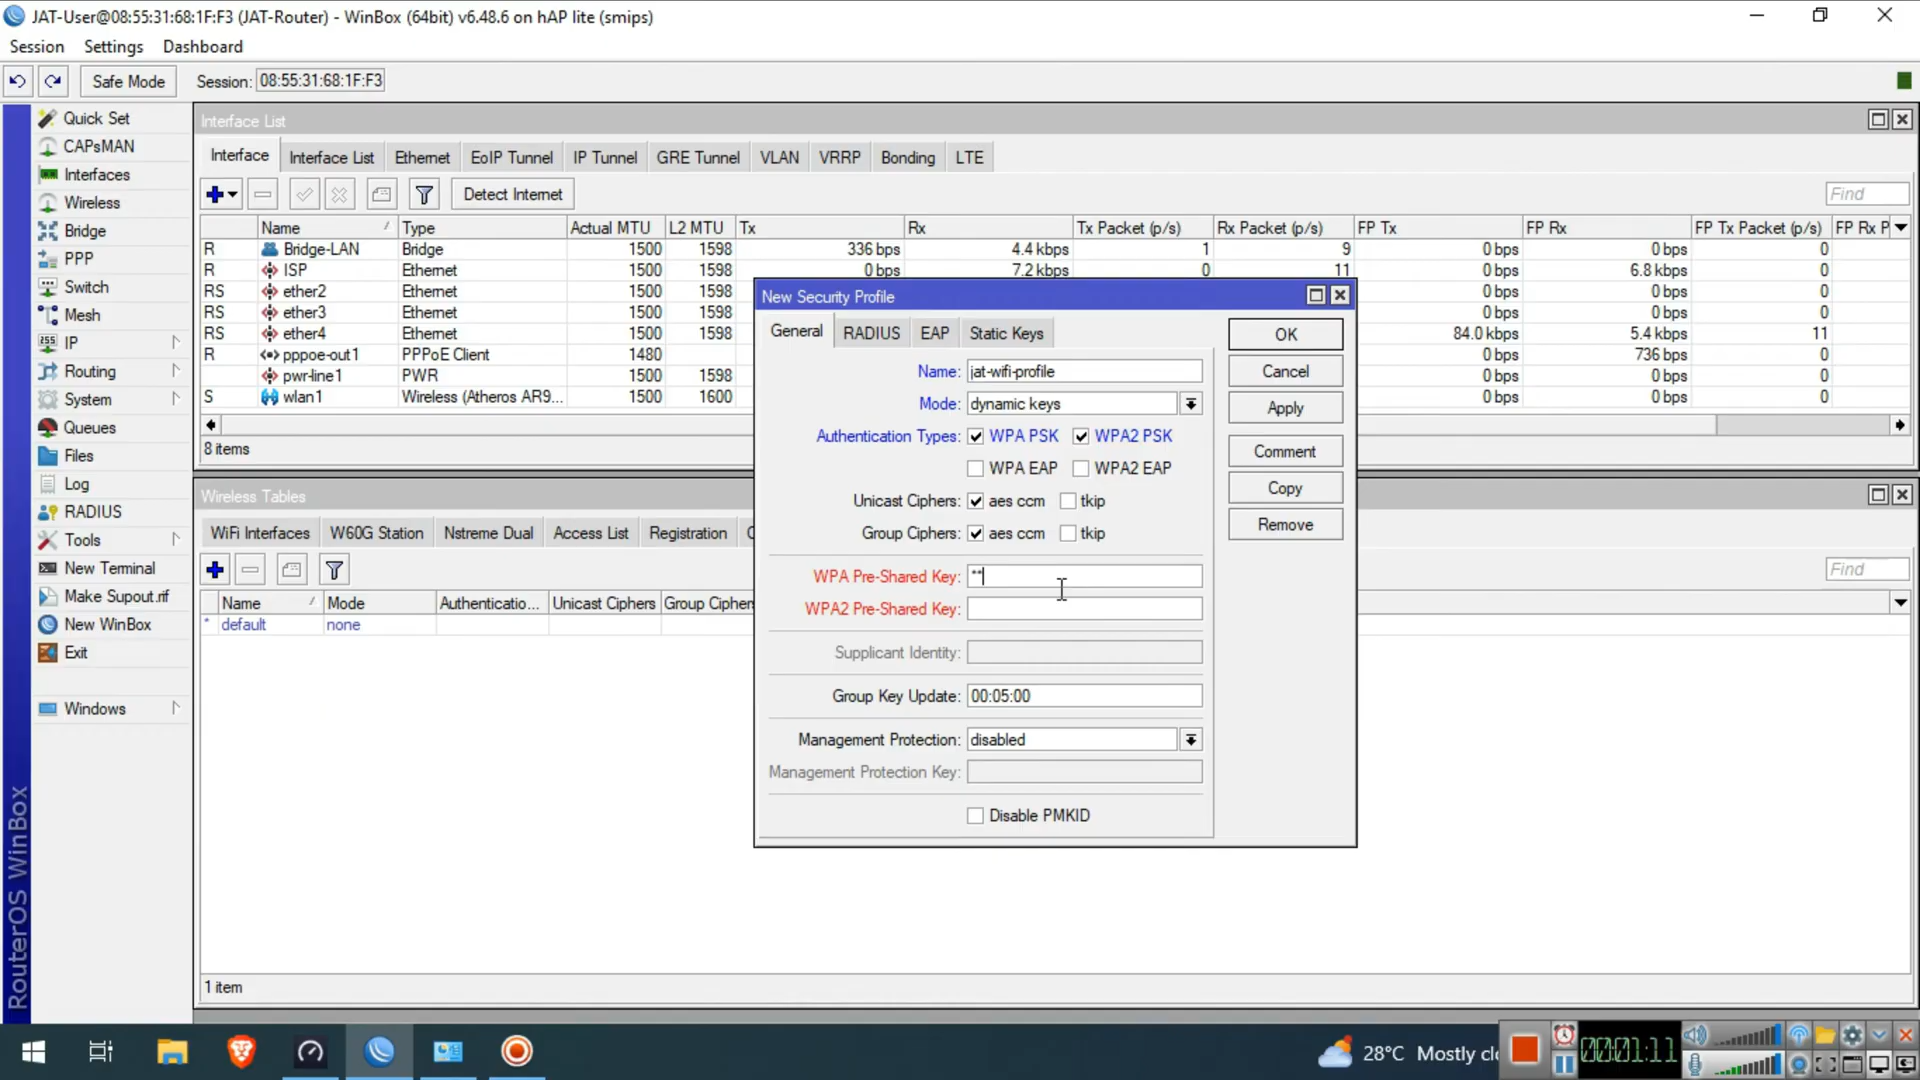 JAT-User@08:55:31:68:1F:F3 (JAT-Router) - WinBox (64bit) v6.48.6 on hAP lite (smips)
Session Settings Dashboard
Safe Mode Session: 08:55:31:68:1F:F3
Quick Set
CAPsMAN
Interfaces
Wireless
Bridge
PPP
Switch
Mesh
IP
Routing
System
Queues
Files
Log
RADIUS
Tools
New Terminal
Make Supout.rif
New WinBox
Exit
Windows
RouterOS WinBox
Interface List
Interface Interface List Ethernet EoIP Tunnel IP Tunnel GRE Tunnel VLAN VRRP Bonding LTE
Detect Internet Find
Name Type Actual MTU L2 MTU Tx Rx Tx Packet (p/s) Rx Packet (p/s) FP Tx FP Rx FP Tx Packet (p/s) FP Rx P
R Bridge-LAN Bridge 1500 1598 336 bps 4.4 kbps 1 9 0 bps 0 bps 0
R ISP Ethernet 1500 1598 0 bps 7.2 kbps 0 11 0 bps 6.8 kbps 0
RS ether2 Ethernet 1500 1598 0 bps 0 bps 0
RS ether3 Ethernet 1500 1598 0 bps 0 bps 0
RS ether4 Ethernet 1500 1598 84.0 kbps 5.4 kbps 11
R pppoe-out1 PPPoE Client 1480 0 bps 736 bps 0
pwr-line1 PWR 1500 1598 0 bps 0 bps 0
S wlan1 Wireless (Atheros AR9... 1500 1600 0 bps 0 bps 0
8 items
Wireless Tables
WiFi Interfaces W60G Station Nstreme Dual Access List Registration
Find
Name Mode Authenticatio... Unicast Ciphers Group Ciphers
* default none
1 item
New Security Profile
General RADIUS EAP Static Keys
Name: jat-wifi-profile
Mode: dynamic keys
Authentication Types: WPA PSK WPA2 PSK
WPA EAP WPA2 EAP
Unicast Ciphers: aes ccm tkip
Group Ciphers: aes ccm tkip
WPA Pre-Shared Key: **
WPA2 Pre-Shared Key:
Supplicant Identity:
Group Key Update: 00:05:00
Management Protection: disabled
Management Protection Key:
Disable PMKID
OK
Cancel
Apply
Comment
Copy
Remove
28°C Mostly clo
00:01:11